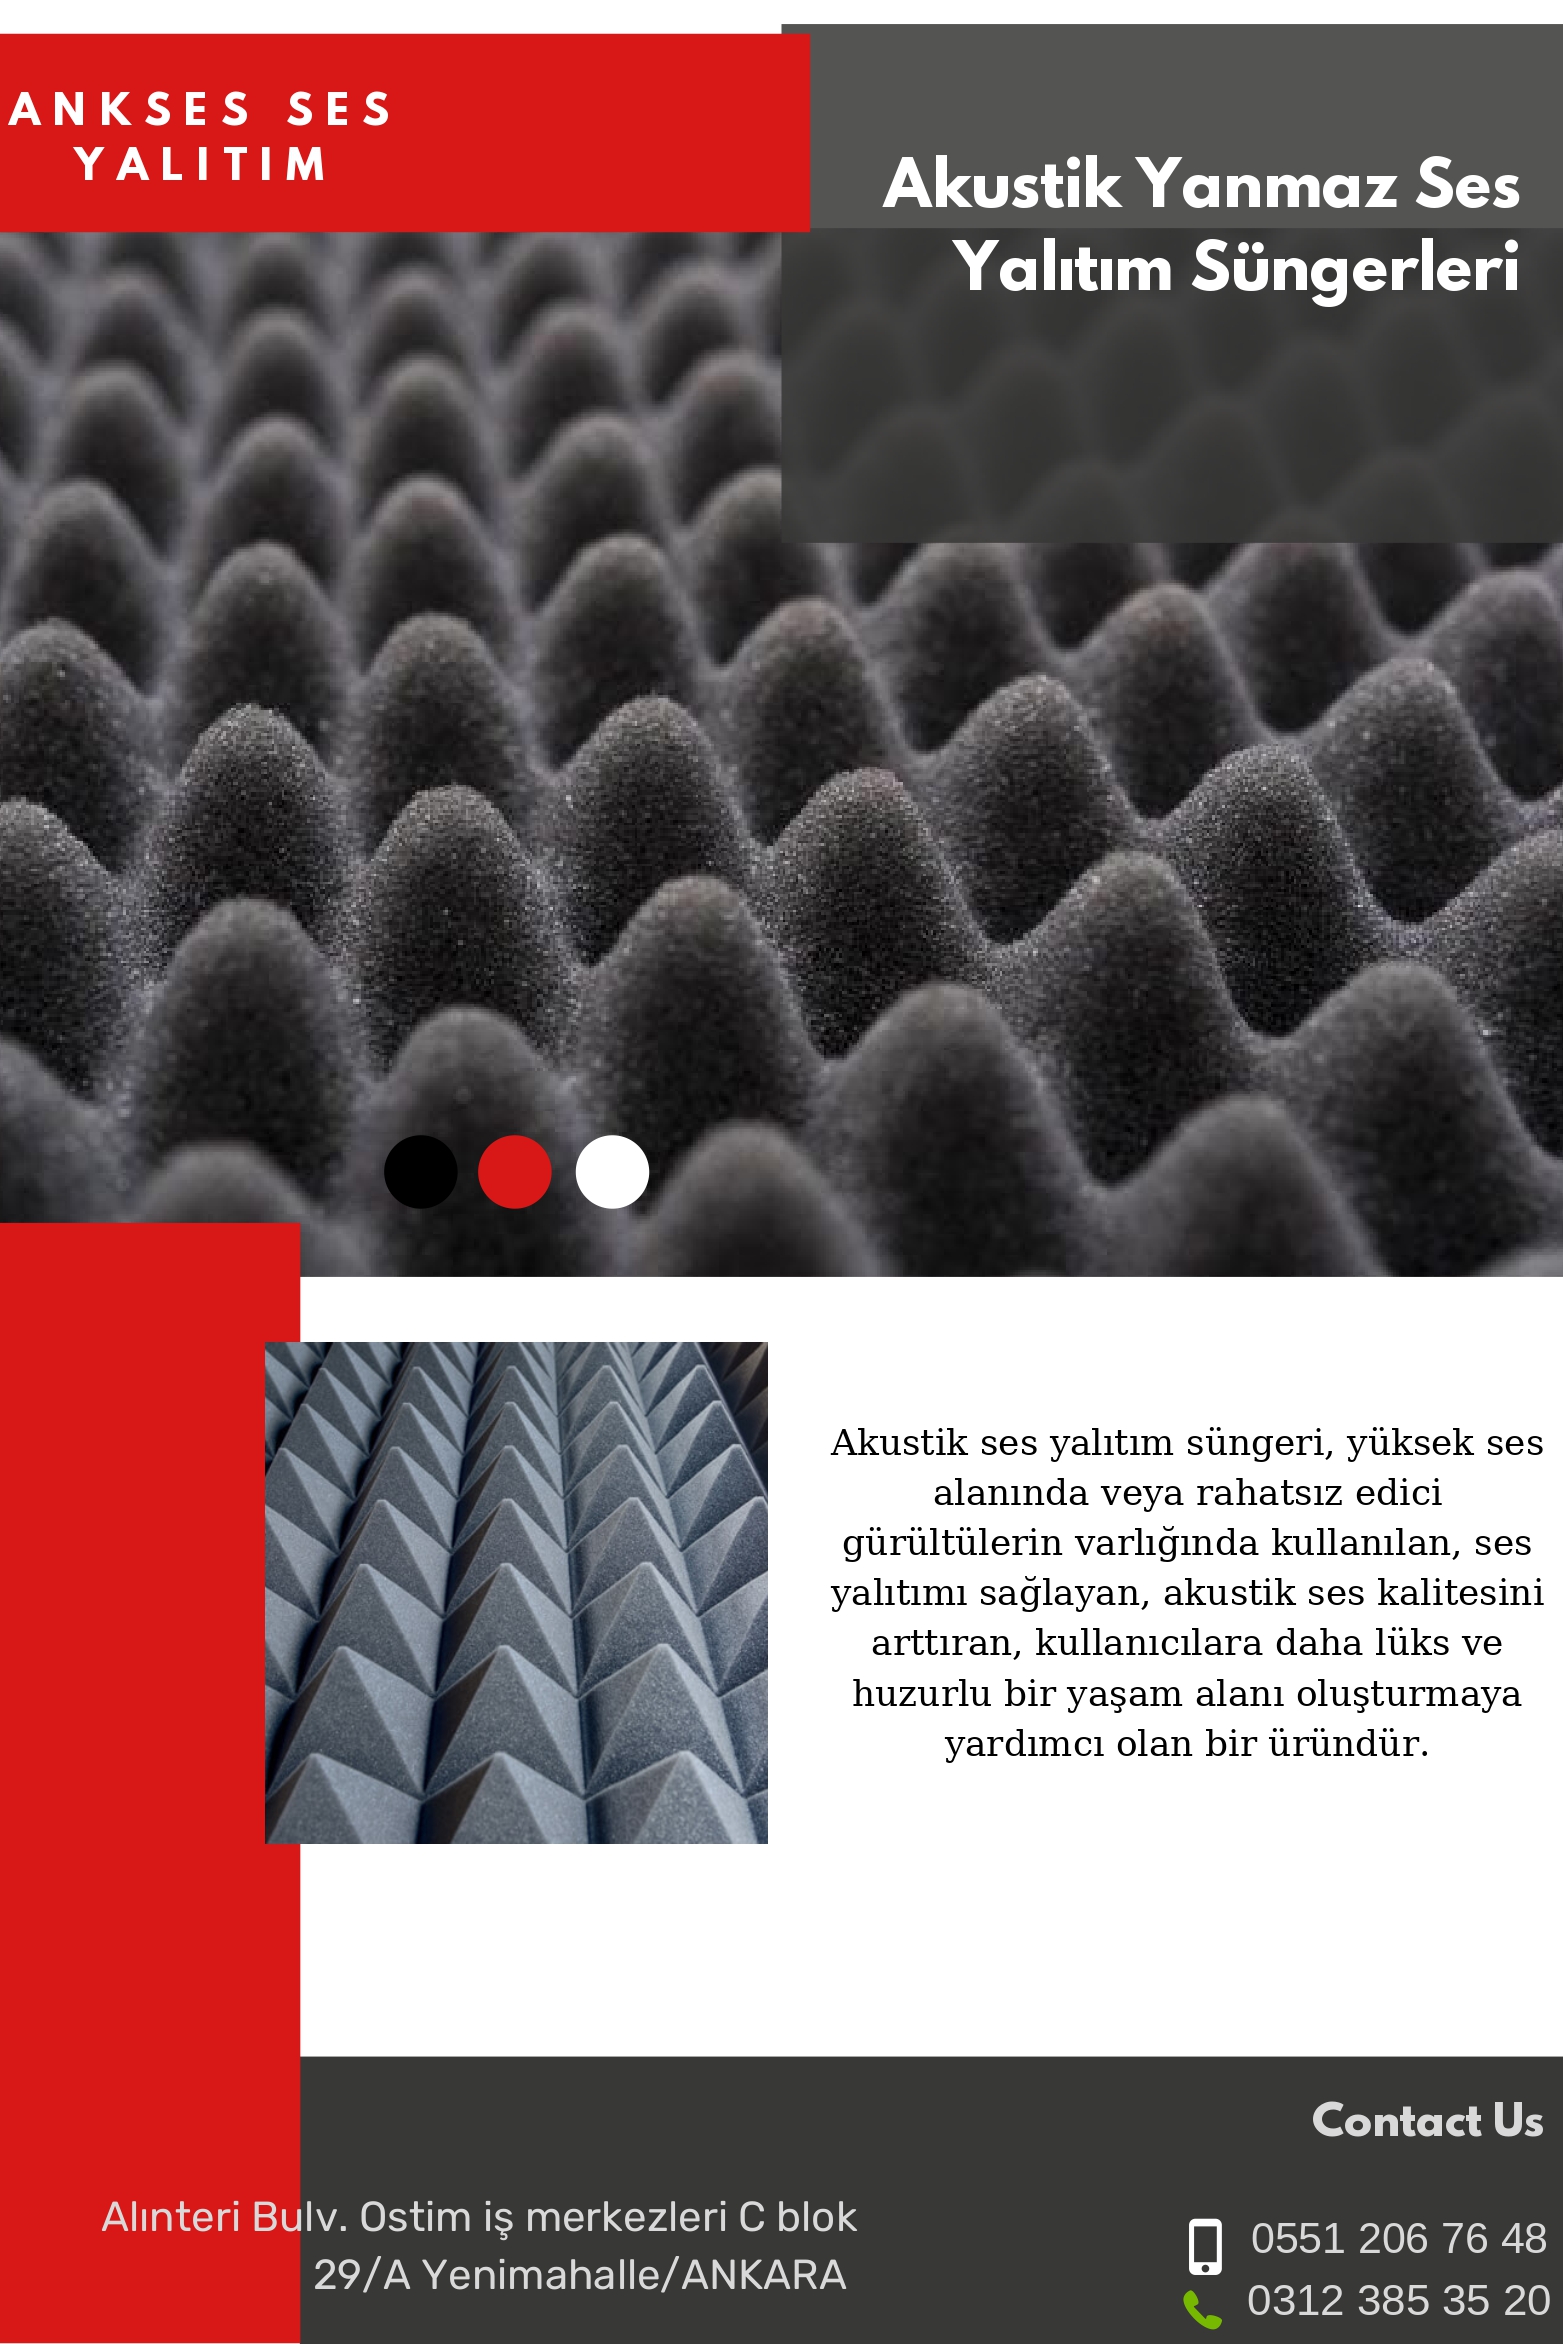 ANKSES SES
YALITIM
Akustik Yanmaz Ses
Yalıtım Süngerleri
Akustik ses yalıtım süngeri, yüksek ses
alanında veya rahatsız edici
gürültülerin varlığında kullanılan, ses
yalıtımı sağlayan, akustik ses kalitesini
arttıran, kullanıcılara daha lüks ve
huzurlu bir yaşam alanı oluşturmaya
yardımcı olan bir üründür.
Contact Us
Alınteri Bulv. Ostim iş merkezleri C blok
29/A Yenimahalle/ANKARA
0551 206 76 48
0312 385 35 20